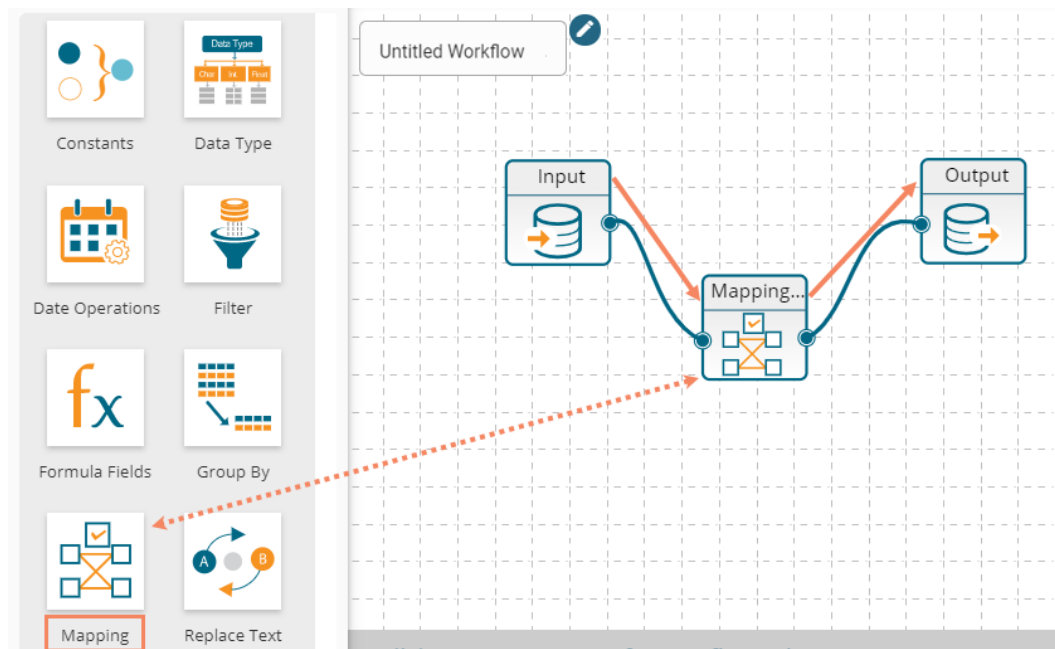 Untitled Workflow
Data Type
Char Int Float
Constants
Data Type
Input
Output
Mapping...
Date Operations
Filter
fx
Formula Fields
Group By
A
B
Mapping
Replace Text